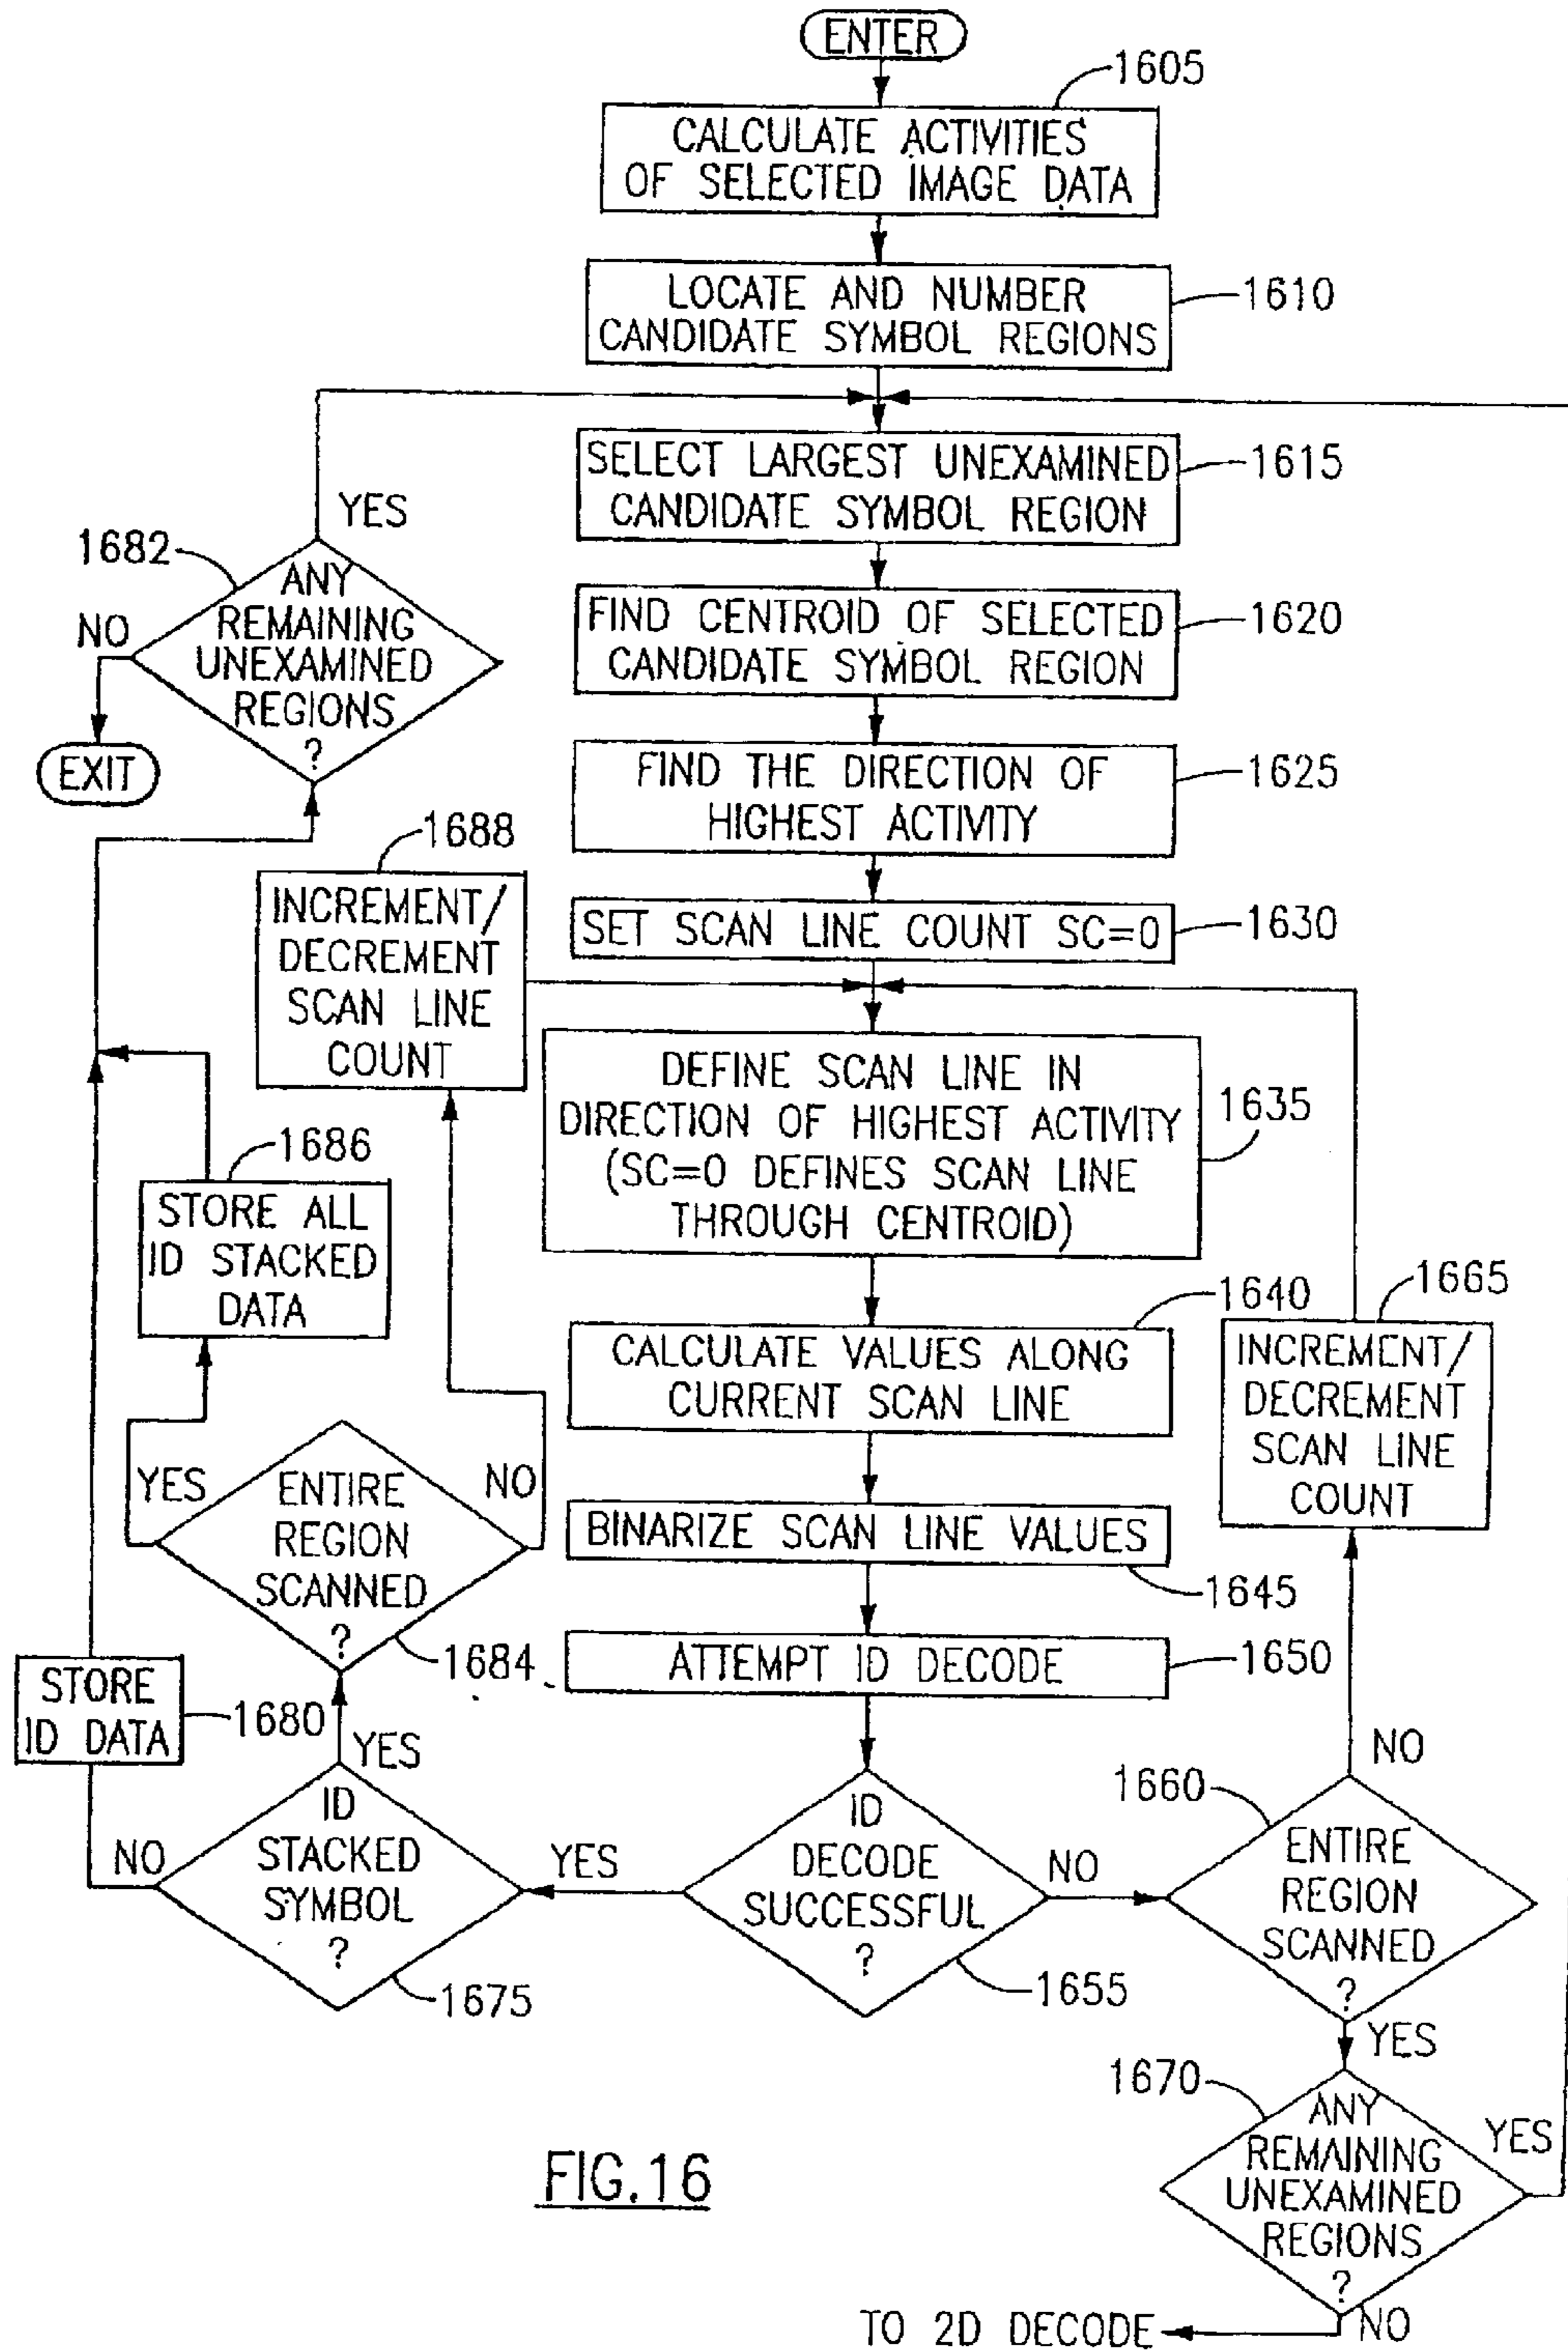 ENTER
1605
CALCULATE ACTIVITIES
OF SELECTED IMAGE DATA
LOCATE AND NUMBER
CANDIDATE SYMBOL REGIONS
1610
SELECT LARGEST UNEXAMINED
CANDIDATE SYMBOL REGION
1615
YES
1682
ANY
REMAINING
UNEXAMINED
REGIONS
?
NO
EXIT
FIND CENTROID OF SELECTED
CANDIDATE SYMBOL REGION
1620
FIND THE DIRECTION OF
HIGHEST ACTIVITY
1625
1688
INCREMENT/
DECREMENT
SCAN LINE
COUNT
SET SCAN LINE COUNT SC=0
1630
DEFINE SCAN LINE IN
DIRECTION OF HIGHEST ACTIVITY
(SC=0 DEFINES SCAN LINE
THROUGH CENTROID)
1635
1686
STORE ALL
ID STACKED
DATA
1640
CALCULATE VALUES ALONG
CURRENT SCAN LINE
1665
INCREMENT/
DECREMENT
SCAN LINE
COUNT
YES
ENTIRE
REGION
SCANNED
?
NO
1684
BINARIZE SCAN LINE VALUES
1645
ATTEMPT ID DECODE
1650
STORE
ID DATA
1680
YES
ID
STACKED
SYMBOL
?
NO
1675
YES
ID
DECODE
SUCCESSFUL
?
NO
1655
NO
1660
ENTIRE
REGION
SCANNED
?
YES
1670
ANY
REMAINING
UNEXAMINED
REGIONS
?
YES
NO
TO 2D DECODE
FIG.16